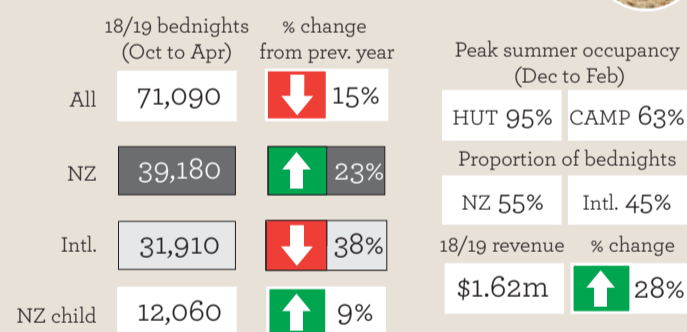 18/19 bednights
(Oct to Apr)
% change
from prev. year
All 71,090 15%
NZ 39,180 23%
Intl. 31,910 38%
NZ child 12,060 9%
Peak summer occupancy
(Dec to Feb)
HUT 95% CAMP 63%
Proportion of bednights
NZ 55% Intl. 45%
18/19 revenue % change
$1.62m 28%